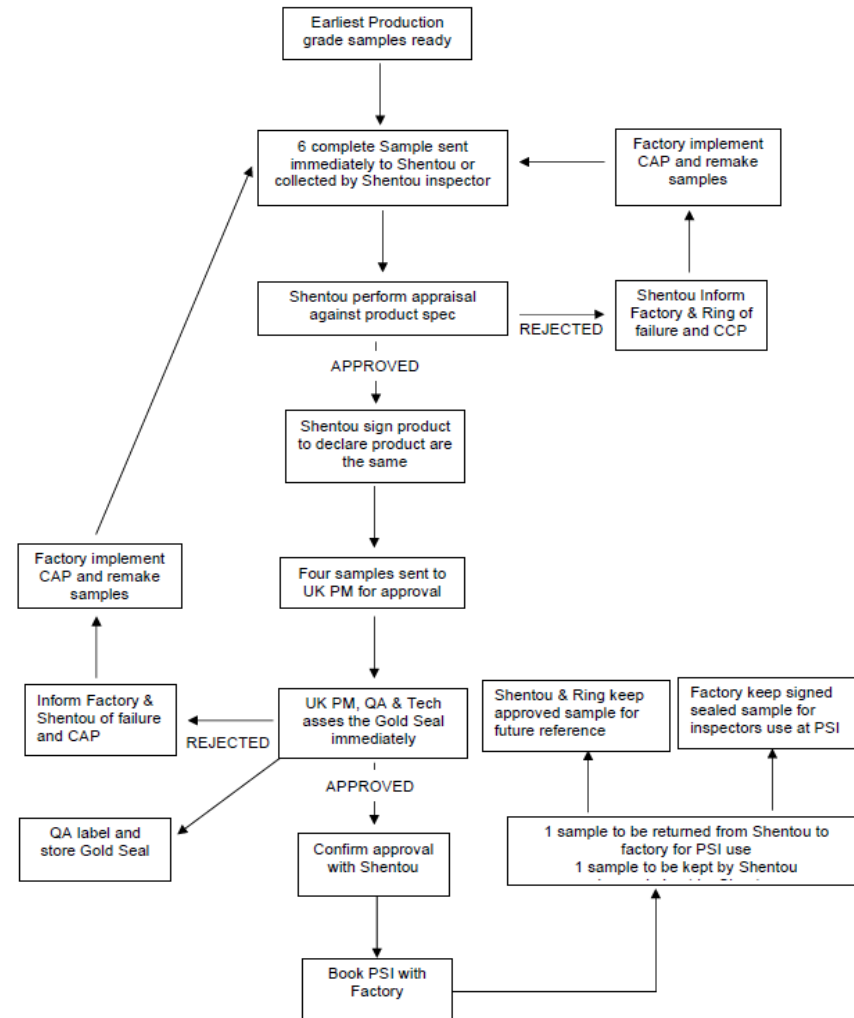 Earliest Production
grade samples ready
6 complete Sample sent
immediately to Shentou or
collected by Shentou inspector
Factory implement
CAP and remake
samples
Shentou perform appraisal
against product spec
REJECTED
Shentou Inform
Factory & Ring of
failure and CCP
APPROVED
Shentou sign product
to declare product are
the same
Factory implement
CAP and remake
samples
Four samples sent to
UK PM for approval
Inform Factory &
Shentou of failure
and CAP
REJECTED
UK PM, QA & Tech
asses the Gold Seal
immediately
Shentou & Ring keep
approved sample for
future reference
Factory keep signed
sealed sample for
inspectors use at PSI
APPROVED
QA label and
store Gold Seal
Confirm approval
with Shentou
1 sample to be returned from Shentou to
factory for PSI use
1 sample to be kept by Shentou
Book PSI with
Factory